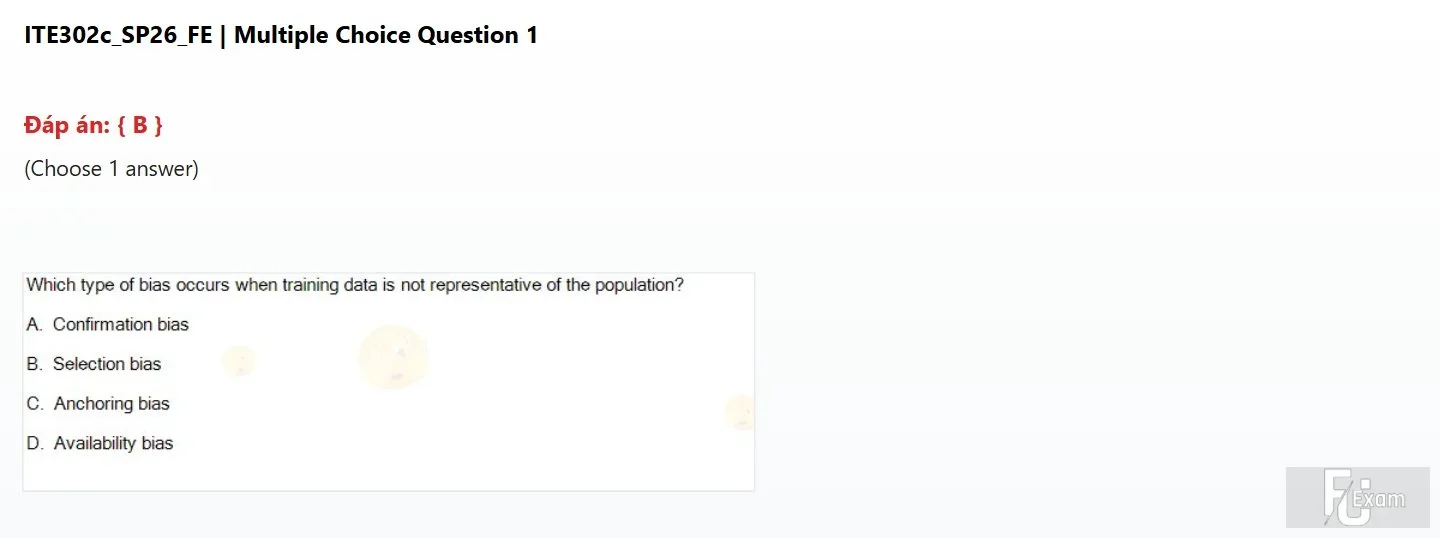 ITE302c_SP26_FE | Multiple Choice Question 1
Đáp án: { B }
(Choose 1 answer)
Which type of bias occurs when training data is not representative of the population?
A. Confirmation bias
B. Selection bias
C. Anchoring bias
D. Availability bias
FU Exam